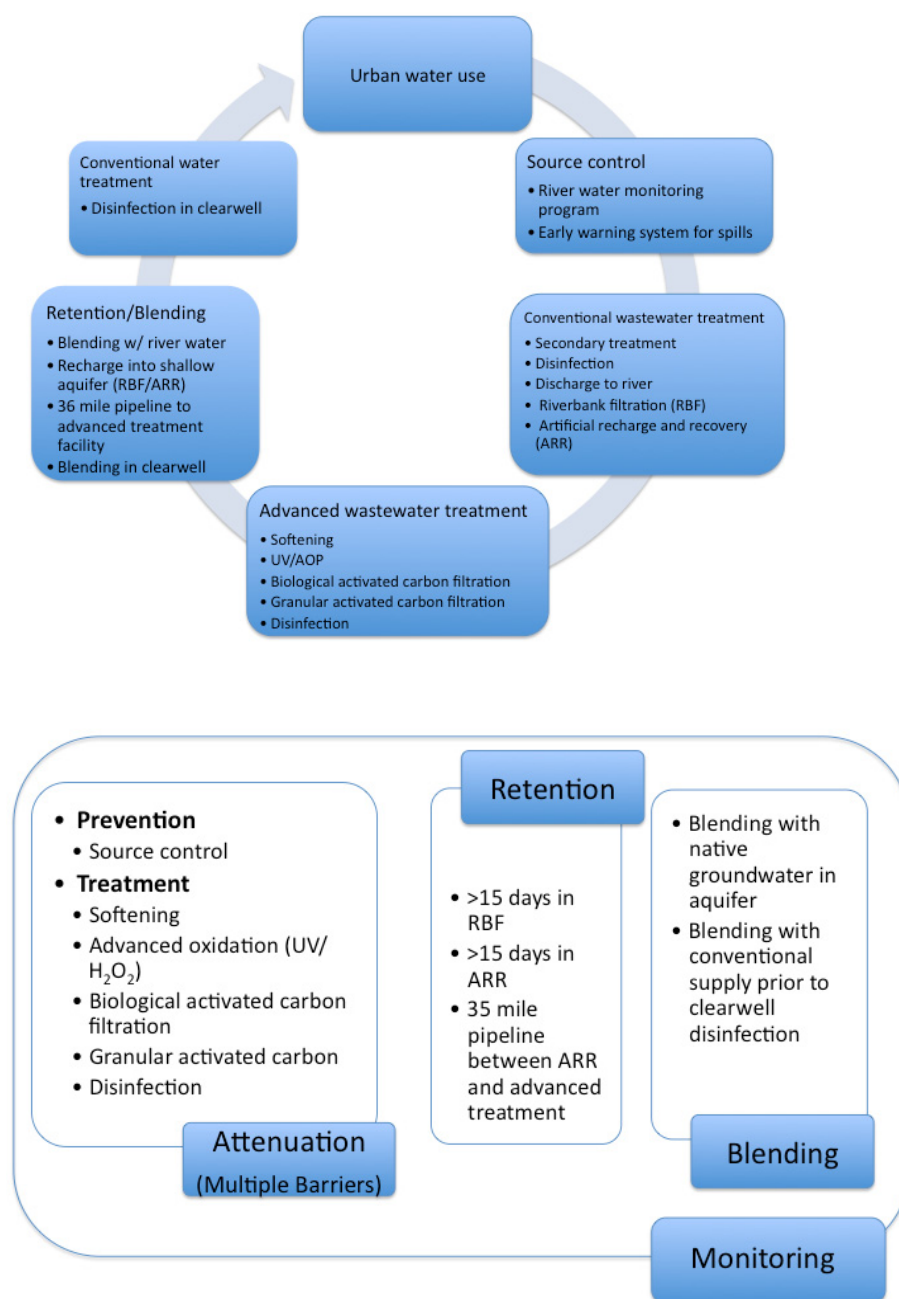 Urban water use
Source control
• River water monitoring
program
• Early warning system for spills
Conventional wastewater treatment
• Secondary treatment
• Disinfection
• Discharge to river
• Riverbank filtration (RBF)
• Artificial recharge and recovery
(ARR)
Advanced wastewater treatment
• Softening
• UV/AOP
• Biological activated carbon filtration
• Granular activated carbon filtration
• Disinfection
Retention/Blending
• Blending w/ river water
• Recharge into shallow
aquifer (RBF/ARR)
• 36 mile pipeline to
advanced treatment
facility
• Blending in clearwell
Conventional water
treatment
• Disinfection in clearwell
• Prevention
• Source control
• Treatment
• Softening
• Advanced oxidation (UV/
H₂O₂)
• Biological activated carbon
filtration
• Granular activated carbon
• Disinfection
Attenuation
(Multiple Barriers)
Retention
• >15 days in
RBF
• >15 days in
ARR
• 35 mile
pipeline
between ARR
and advanced
treatment
• Blending with
native
groundwater in
aquifer
• Blending with
conventional
supply prior to
clearwell
disinfection
Blending
Monitoring